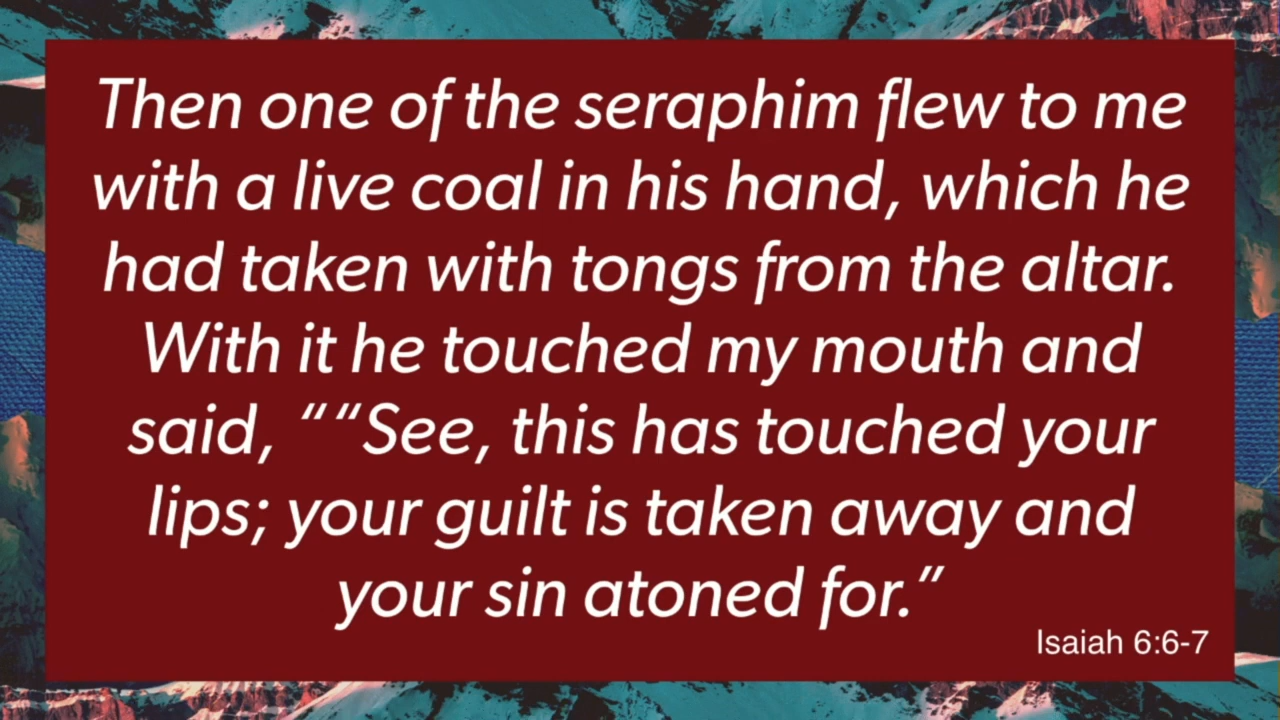 Then one of the seraphim flew to me
with a live coal in his hand, which he
had taken with tongs from the altar.
With it he touched my mouth and
said, ““See, this has touched your
lips; your guilt is taken away and
your sin atoned for.”
Isaiah 6:6-7